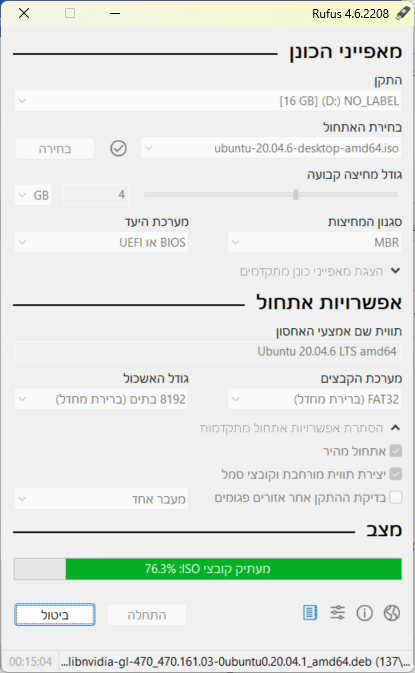 Rufus 4.6.2208
מאפייני הכונן
התקן
NO_LABEL (D:) [16 GB]
בחירת האתחול
ubuntu-20.04.6-desktop-amd64.iso
בחירה
גודל מחיצה קבועה
4 GB
סגנון המחיצות
מערכת היעד
MBR
BIOS או UEFI
הצגת מאפייני כונן מתקדמים
אפשרויות אתחול
תווית שם אמצעי האחסון
Ubuntu 20.04.6 LTS amd64
מערכת הקבצים
גודל האשכול
FAT32 (ברירת מחדל)
8192 בתים (ברירת מחדל)
הסתרת אפשרויות אתחול מתקדמות
אתחול מהיר
יצירת תווית מורחבת וקובצי סמל
בדיקת ההתקן אחר אזורים פגומים
מעבר אחד
מצב
מעתיק קובצי ISO: 76.3%
התחלה
ביטול
...libnvidia-gl-470_470.161.03-0ubuntu0.20.04.1_amd64.deb (137\...
00:15:04